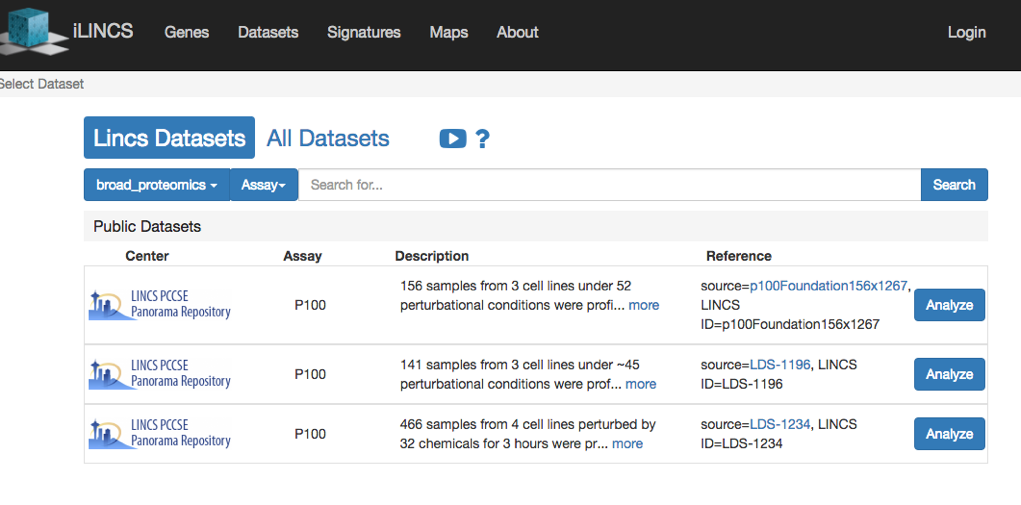 iLINCS Genes Datasets Signatures Maps About Login
Select Dataset
Lincs Datasets All Datasets ?
broad_proteomics Assay Search for... Search
Public Datasets
Center Assay Description Reference
LINCS PCCSE
Panorama Repository
P100
156 samples from 3 cell lines under 52
perturbational conditions were profi... more
source=p100Foundation156x1267,
LINCS
ID=p100Foundation156x1267
Analyze
LINCS PCCSE
Panorama Repository
P100
141 samples from 3 cell lines under ~45
perturbational conditions were prof... more
source=LDS-1196, LINCS
ID=LDS-1196
Analyze
LINCS PCCSE
Panorama Repository
P100
466 samples from 4 cell lines perturbed by
32 chemicals for 3 hours were pr... more
source=LDS-1234, LINCS
ID=LDS-1234
Analyze